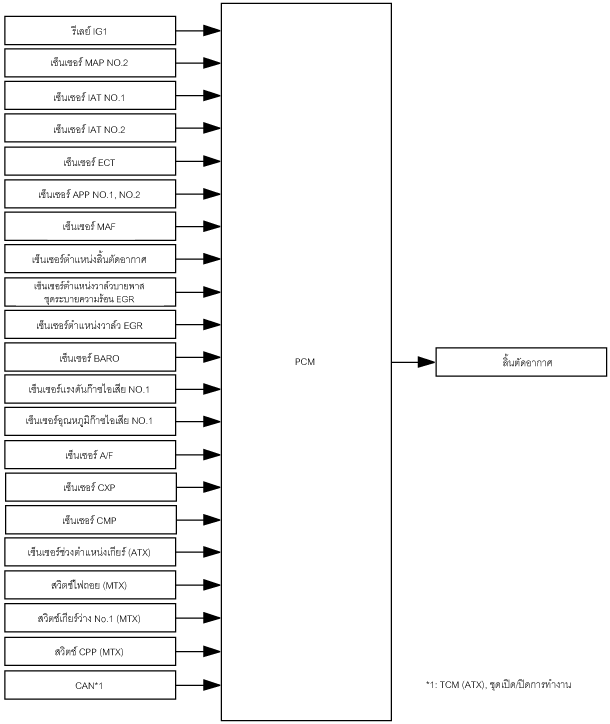 รีเลย์ IG1
เซ็นเซอร์ MAP NO.2
เซ็นเซอร์ IAT NO.1
เซ็นเซอร์ IAT NO.2
เซ็นเซอร์ ECT
เซ็นเซอร์ APP NO.1, NO.2
เซ็นเซอร์ MAF
เซ็นเซอร์ตำแหน่งลิ้นตัดอากาศ
เซ็นเซอร์ตำแหน่งวาล์วบายพาส
ชุดระบายความร้อน EGR
เซ็นเซอร์ตำแหน่งวาล์ว EGR
เซ็นเซอร์ BARO
เซ็นเซอร์แรงดันก๊าซไอเสีย NO.1
เซ็นเซอร์อุณหภูมิก๊าซไอเสีย NO.1
เซ็นเซอร์ A/F
เซ็นเซอร์ CXP
เซ็นเซอร์ CMP
เซ็นเซอร์ช่วงตำแหน่งเกียร์ (ATX)
สวิตช์ไฟถอย (MTX)
สวิตช์เกียร์ว่าง No.1 (MTX)
สวิตช์ CPP (MTX)
CAN*1
PCM
ลิ้นตัดอากาศ
*1: TCM (ATX), ชุดเปิด/ปิดการทำงาน